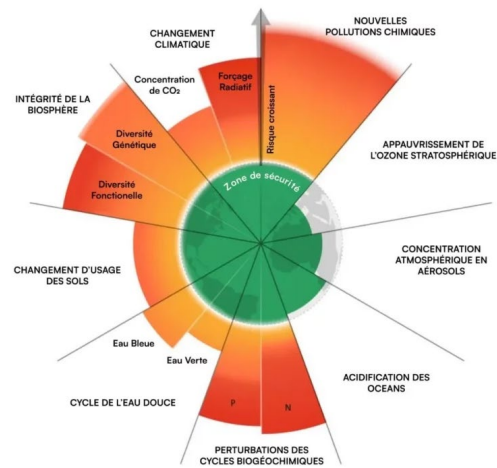 NOUVELLES
POLLUTIONS CHIMIQUES
CHANGEMENT
CLIMATIQUE
Concentration
de CO₂
Forçage
Radiatif
Risque croissant
INTÉGRITÉ DE LA
BIOSPHÈRE
Diversité
Génétique
APPAUVRISSEMENT DE
L'OZONE STRATOSPHÉRIQUE
Zone de sécurité
Diversité
Fonctionelle
CONCENTRATION
ATMOSPHÉRIQUE EN
AÉROSOLS
CHANGEMENT D'USAGE
DES SOLS
Eau Bleue
Eau Verte
ACIDIFICATION DES
OCEANS
CYCLE DE L'EAU DOUCE
P
N
PERTURBATIONS DES
CYCLES BIOGÉOCHIMIQUES